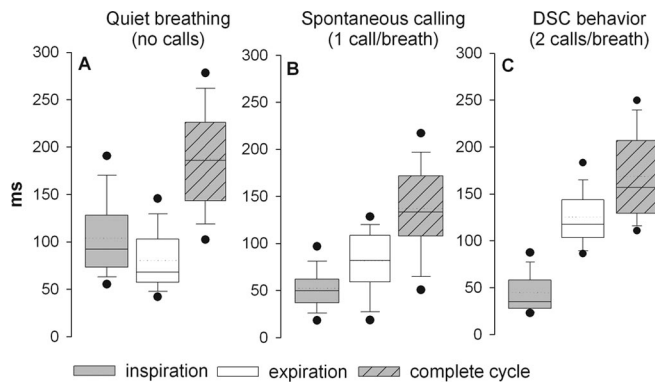 Quiet breathing
(no calls)
Spontaneous calling
(1 call/breath)
DSC behavior
(2 calls/breath)
A
B
C
ms
300
250
200
150
100
50
0
300
250
200
150
100
50
0
300
250
200
150
100
50
0
inspiration
expiration
complete cycle